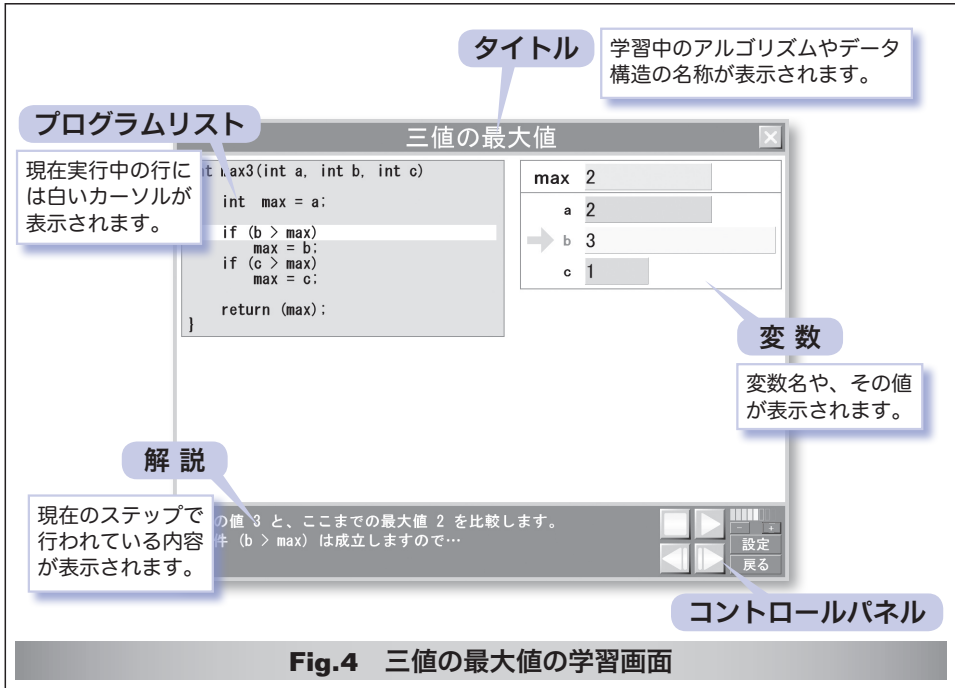 タイトル
学習中のアルゴリズムやデータ
構造の名称が表示されます。
プログラムリスト
現在実行中の行に
は白いカーソルが
表示されます。
三値の最大値
max3(int a, int b, int c)
int max = a;
if (b > max)
max = b;
if (c > max)
max = c;
return (max);
}
max 2
a 2
b 3
c 1
変数
変数名や、その値
が表示されます。
解説
現在のステップで
行われている内容
が表示されます。
の値 3 と、ここまでの最大値 2 を比較します。
件 (b > max) は成立しますので…
- +
設定
戻る
コントロールパネル
Fig.4 三値の最大値の学習画面